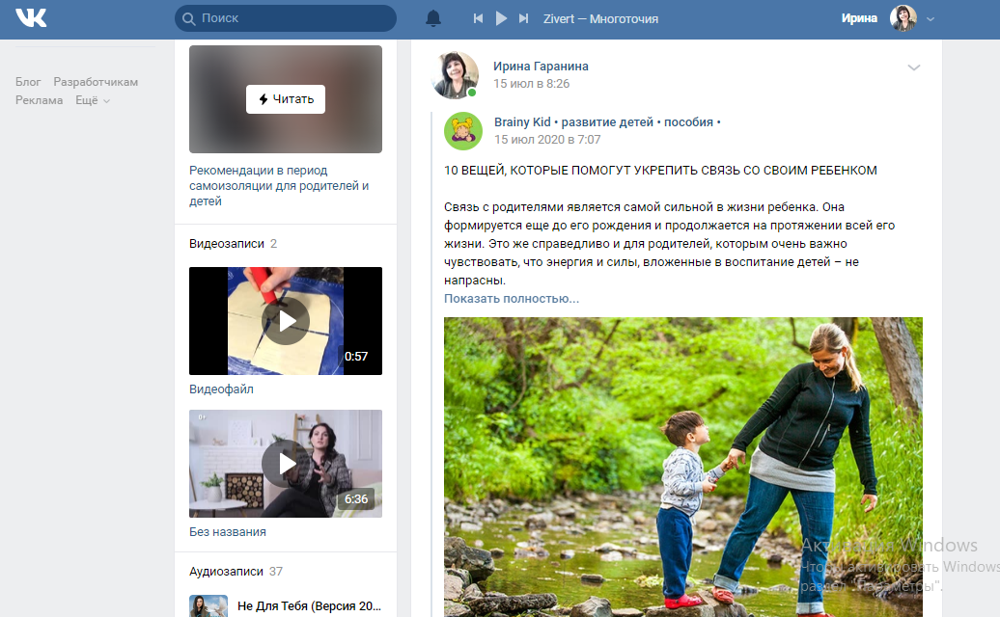 Поиск
Zivert — Многоточия
Ирина
Блог Разработчикам
Реклама Ещё
Читать
Рекомендации в период
самоизоляции для родителей и
детей
Видеозаписи 2
0:57
Видеофайл
0+
6:36
Без названия
Аудиозаписи 37
Не Для Тебя (Версия 20...
Ирина Гаранина
15 июл в 8:26
Brainy Kid • развитие детей • пособия •
15 июл 2020 в 7:07
10 ВЕЩЕЙ, КОТОРЫЕ ПОМОГУТ УКРЕПИТЬ СВЯЗЬ СО СВОИМ РЕБЕНКОМ
Связь с родителями является самой сильной в жизни ребенка. Она
формируется еще до его рождения и продолжается на протяжении всей его
жизни. Это же справедливо и для родителей, которым очень важно
чувствовать, что энергия и силы, вложенные в воспитание детей – не
напрасны.
Показать полностью...
Активация Windows
Чтобы активировать Windows
раздел "Параметры".